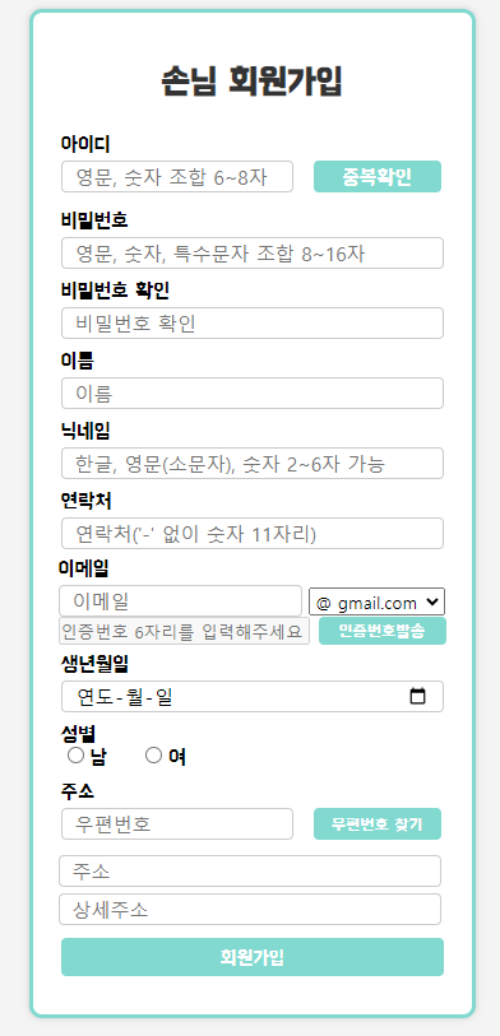 손님 회원가입
아이디
영문, 숫자 조합 6~8자 중복확인
비밀번호
영문, 숫자, 특수문자 조합 8~16자
비밀번호 확인
비밀번호 확인
이름
이름
닉네임
한글, 영문(소문자), 숫자 2~6자 가능
연락처
연락처('-' 없이 숫자 11자리)
이메일
이메일 @ gmail.com
인증번호 6자리를 입력해주세요 인증번호발송
생년월일
연도-월-일
성별
남 여
주소
우편번호 우편번호 찾기
주소
상세주소
회원가입